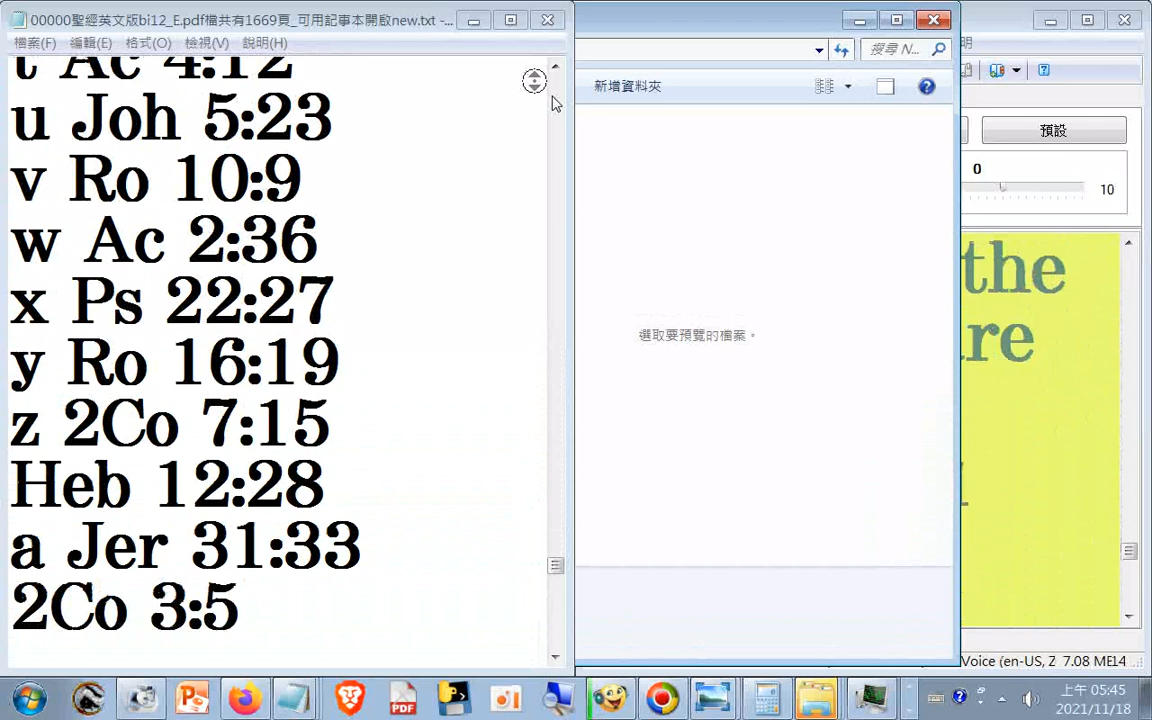 00000聖經英文版bi12_E.pdf檔共有1669頁_可用記事本開啟new.txt -...
檔案(F) 編輯(E) 格式(O) 檢視(V) 說明(H)
t Ac 4:12
u Joh 5:23
v Ro 10:9
w Ac 2:36
x Ps 22:27
y Ro 16:19
z 2Co 7:15
Heb 12:28
a Jer 31:33
2Co 3:5
搜尋 N...
新增資料夾
選取要預覽的檔案。
明
預設
0
10
the
are
Voice (en-US, Z 7.08 ME14
PDF
上午 05:45
2021/11/18